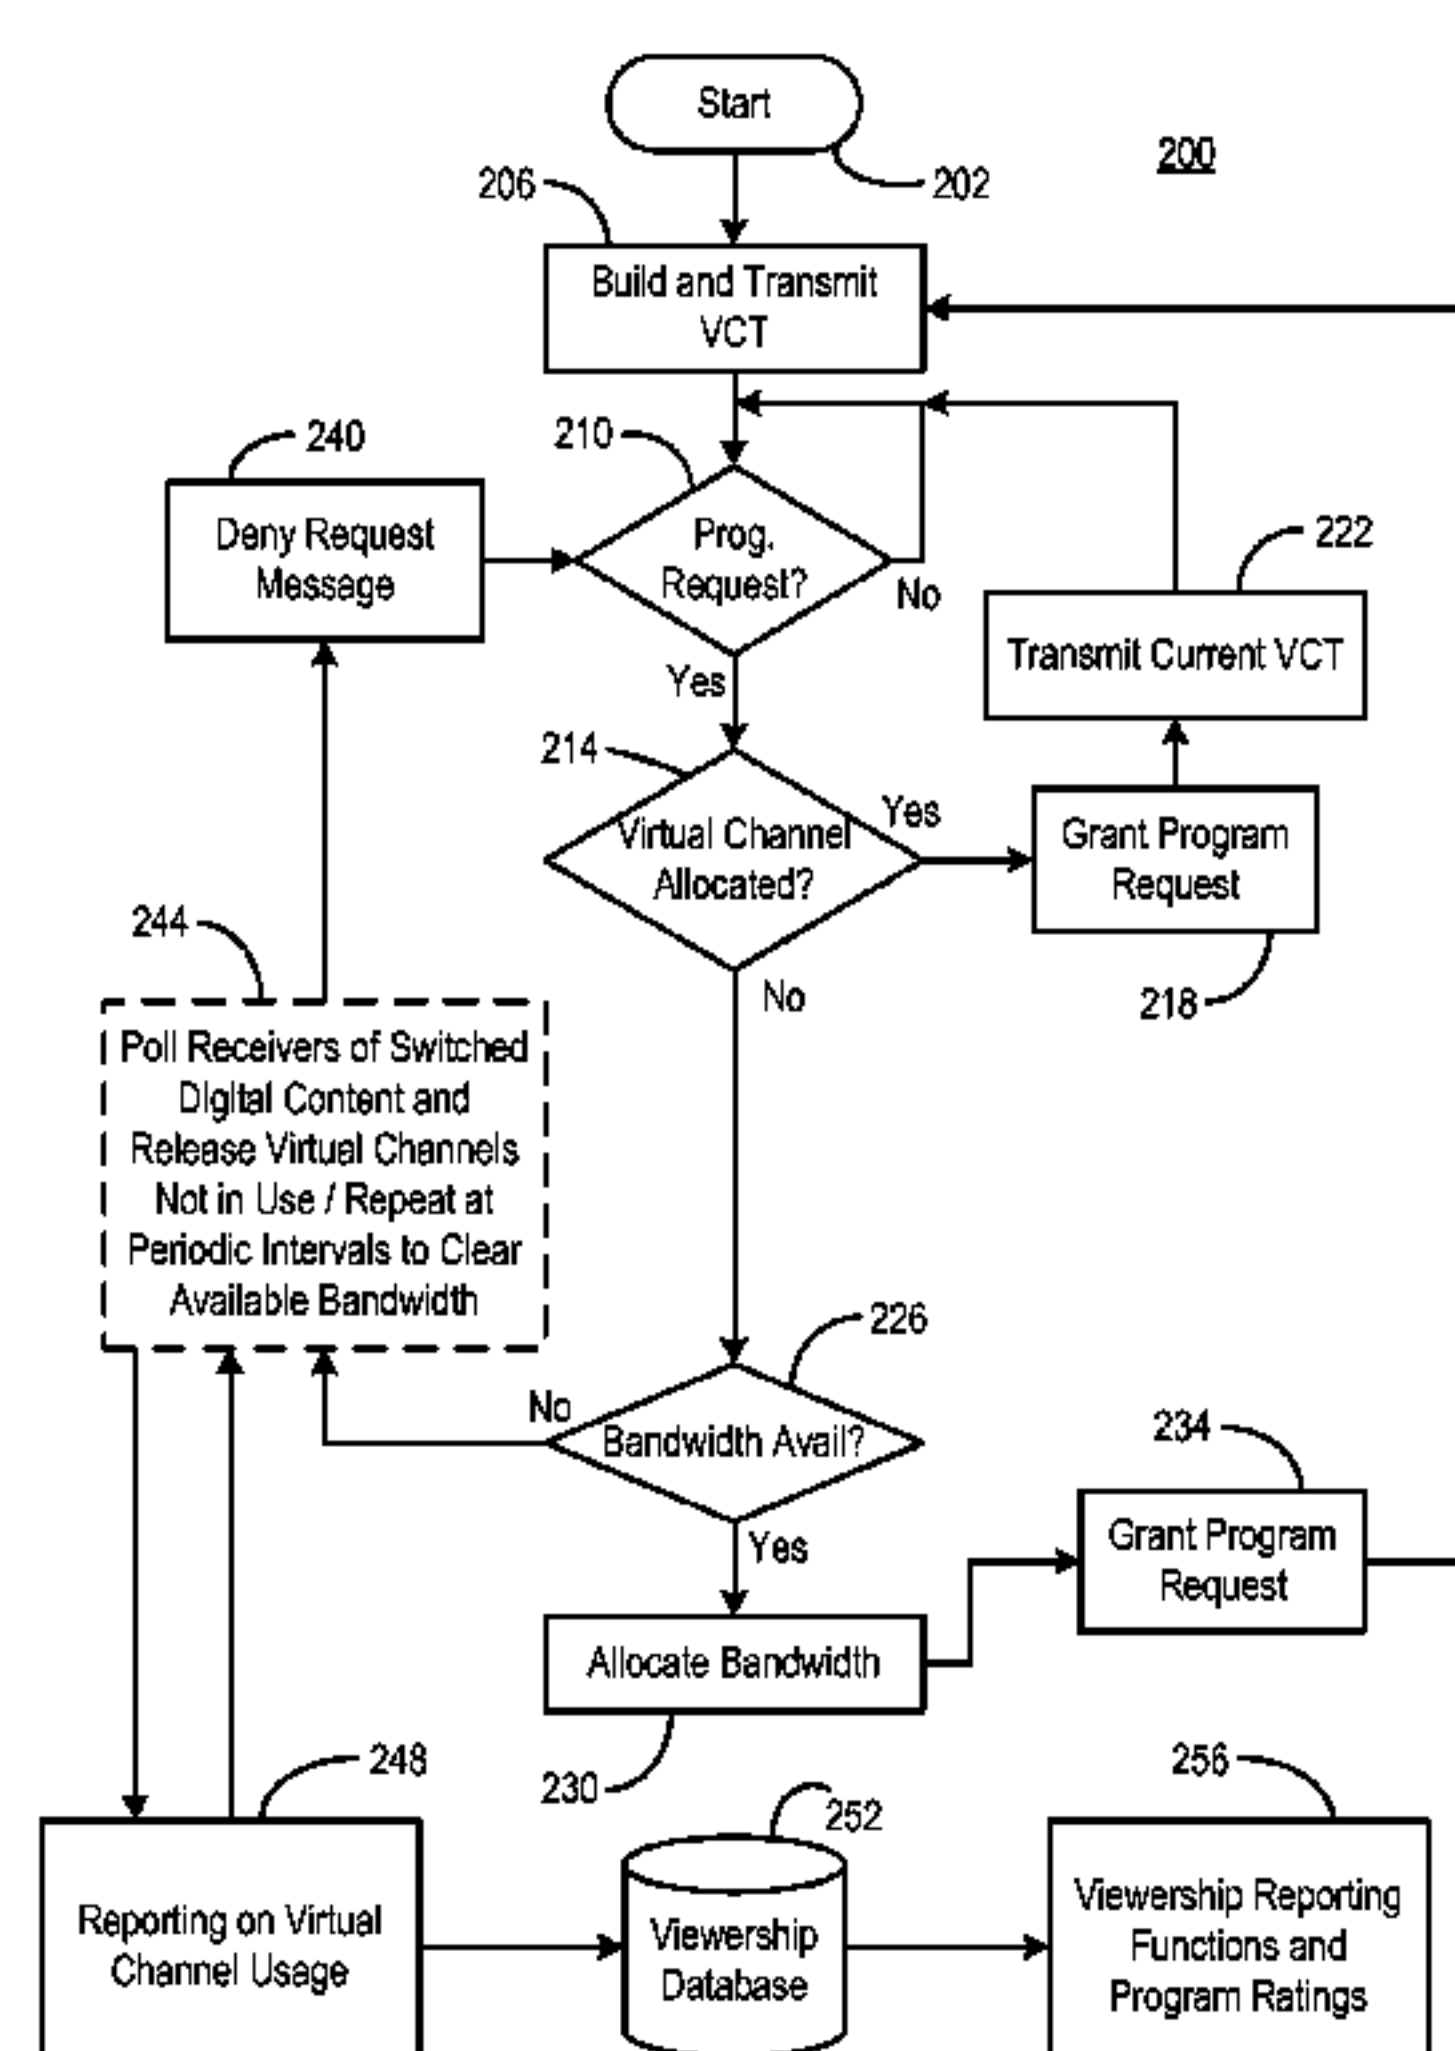 Start
200
202
206
Build and Transmit
VCT
240
210
Deny Request
Message
Prog.
Request?
No
222
Transmit Current VCT
Yes
214
Virtual Channel
Allocated?
Yes
Grant Program
Request
218
No
244
Poll Receivers of Switched
Digital Content and
Release Virtual Channels
Not in Use / Repeat at
Periodic Intervals to Clear
Available Bandwidth
226
No
Bandwidth Avail?
Yes
234
Grant Program
Request
Allocate Bandwidth
230
248
252
256
Reporting on Virtual
Channel Usage
Viewership
Database
Viewership Reporting
Functions and
Program Ratings